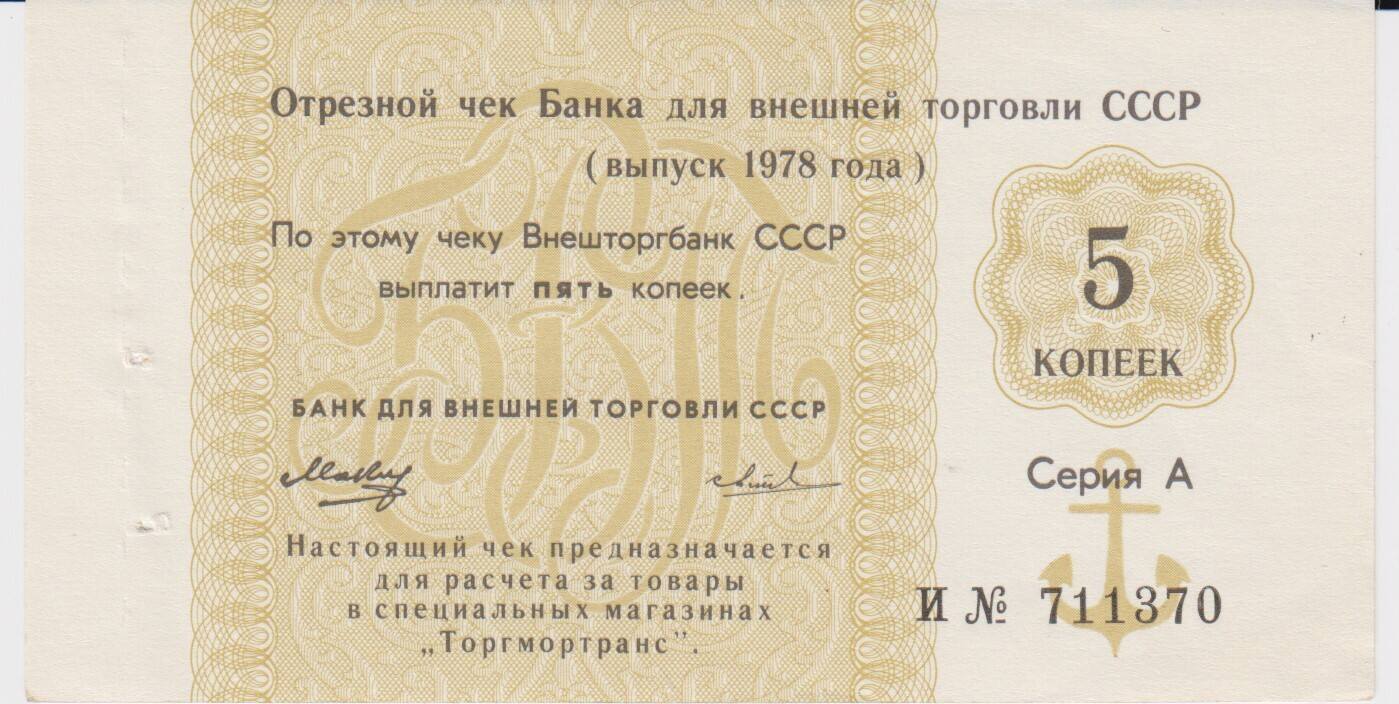 Отрезной чек Банка для внешней торговли СССР
( выпуск 1978 года )
По этому чеку Внешторгбанк СССР
выплатит пять копеек.
5
КОПЕЕК
БАНК ДЛЯ ВНЕШНЕЙ ТОРГОВЛИ СССР
Серия А
Настоящий чек предназначается
для расчета за товары
в специальных магазинах
„Торгмортранс”.
И № 711370